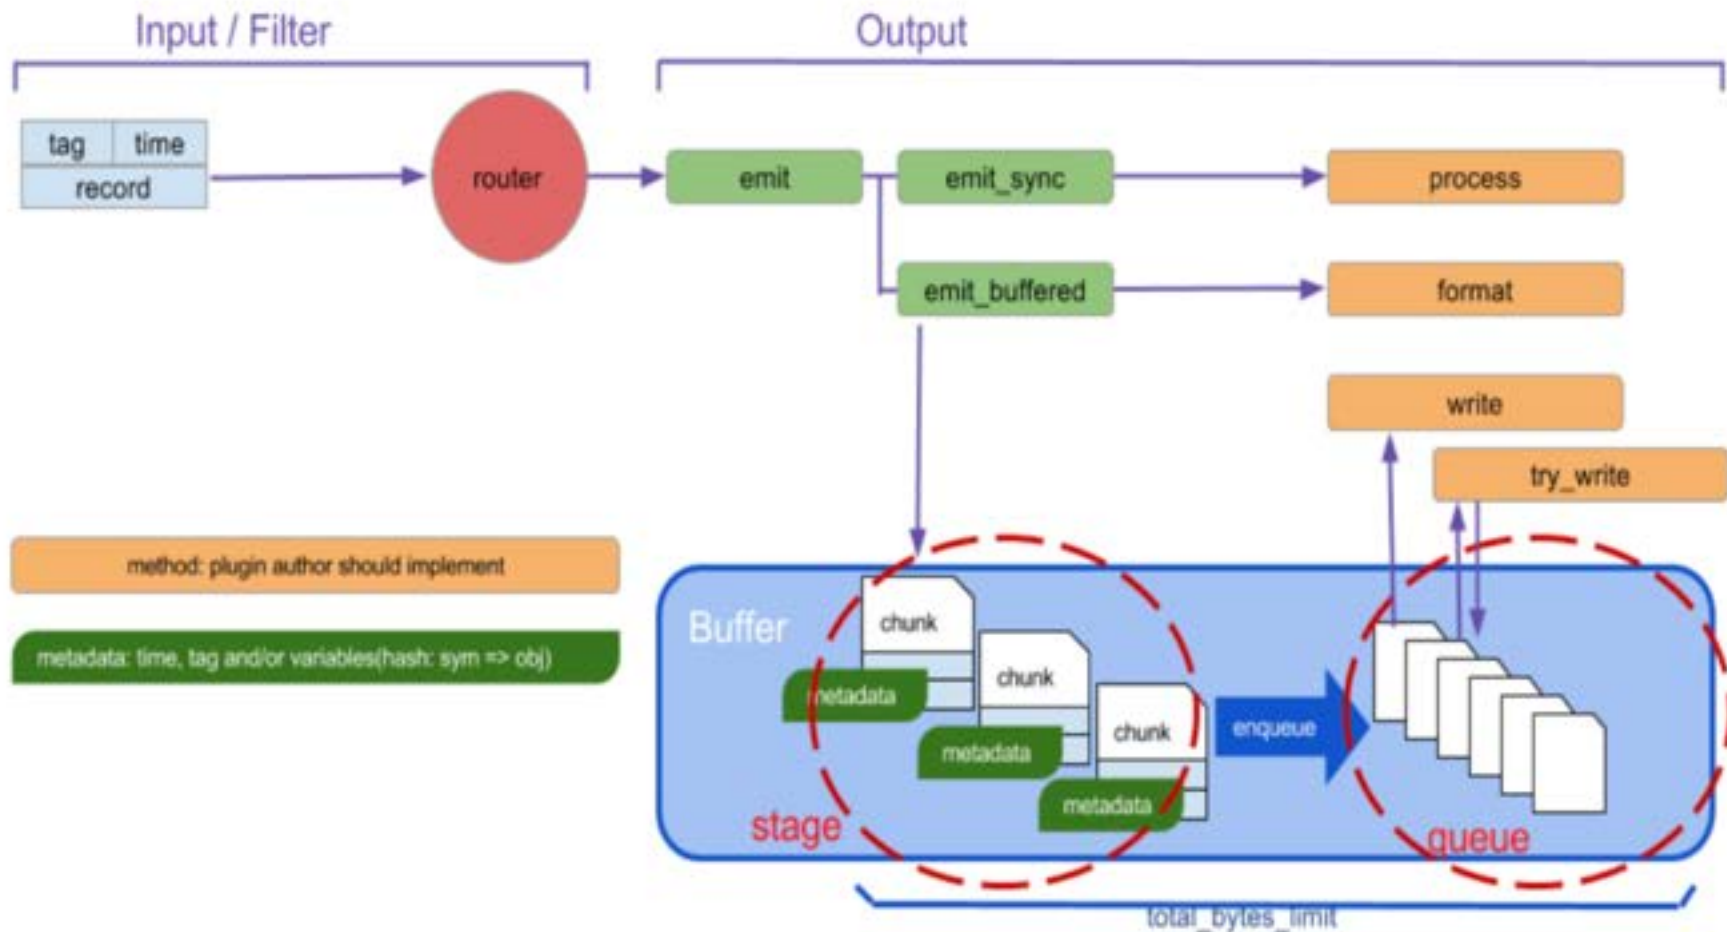 Input / Filter
Output
tag
time
record
router
emit
emit_sync
process
emit_buffered
format
write
try_write
method: plugin author should implement
metadata: time, tag and/or variables(hash: sym => obj)
Buffer
chunk
metadata
chunk
metadata
chunk
metadata
enqueue
stage
queue
total_bytes_limit